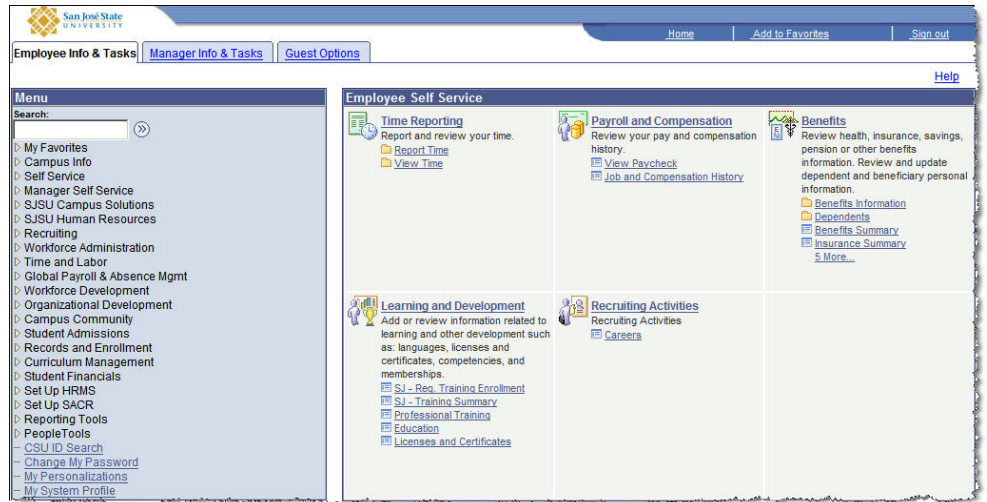 San José State
UNIVERSITY
Home
Add to Favorites
Sign out
Employee Info & Tasks
Manager Info & Tasks
Guest Options
Help
Menu
Search:
My Favorites
Campus Info
Self Service
Manager Self Service
SJSU Campus Solutions
SJSU Human Resources
Recruiting
Workforce Administration
Time and Labor
Global Payroll & Absence Mgmt
Workforce Development
Organizational Development
Campus Community
Student Admissions
Records and Enrollment
Curriculum Management
Student Financials
Set Up HRMS
Set Up SACR
Reporting Tools
PeopleTools
CSU ID Search
Change My Password
My Personalizations
My System Profile
Employee Self Service
Time Reporting
Report and review your time.
Report Time
View Time
Payroll and Compensation
Review your pay and compensation
history.
View Paycheck
Job and Compensation History
Benefits
Review health, insurance, savings,
pension or other benefits
information. Review and update
dependent and beneficiary personal
information.
Benefits Information
Dependents
Benefits Summary
Insurance Summary
5 More...
Learning and Development
Add or review information related to
learning and other development such
as: languages, licenses and
certificates, competencies, and
memberships.
SJ - Req. Training Enrollment
SJ - Training Summary
Professional Training
Education
Licenses and Certificates
Recruiting Activities
Recruiting Activities
Careers